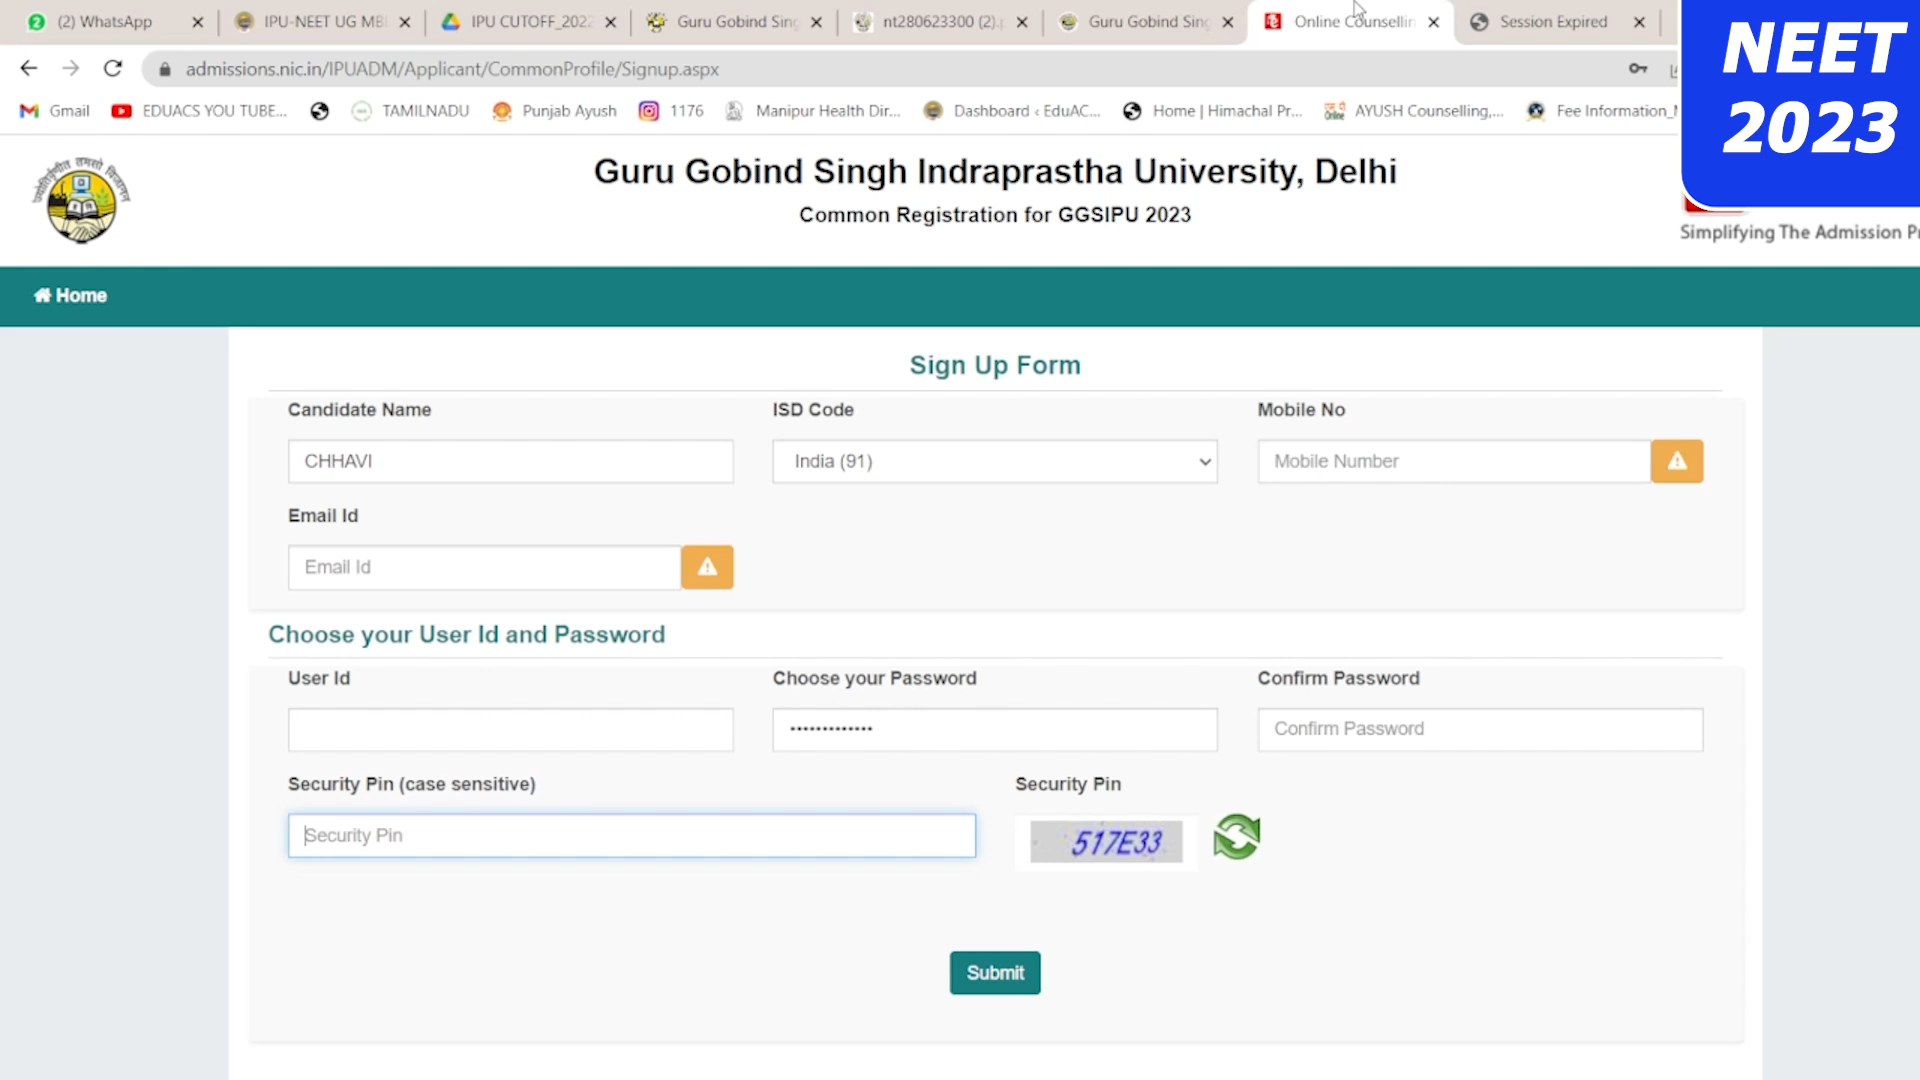 (2) WhatsApp
IPU-NEET UG MB
IPU CUTOFF_202
Guru Gobind Sin
nt280623300 (2).
Guru Gobind Sing
Online Counsellin
Session Expired
admissions.nic.in/IPUADM/Applicant/CommonProfile/Signup.aspx
Gmail
EDUACS YOU TUBE...
TAMILNADU
Punjab Ayush
1176
Manipur Health Dir...
Dashboard ‹ EduAC...
Home | Himachal Pr...
AYUSH Counselling,...
Fee Information_
NEET
2023
Guru Gobind Singh Indraprastha University, Delhi
Common Registration for GGSIPU 2023
Simplifying The Admission P
Home
Sign Up Form
Candidate Name
ISD Code
Mobile No
CHHAVI
India (91)
Mobile Number
Email Id
Email Id
Choose your User Id and Password
User Id
Choose your Password
Confirm Password
•••••••••••••
Confirm Password
Security Pin (case sensitive)
Security Pin
Security Pin
517E33
Submit